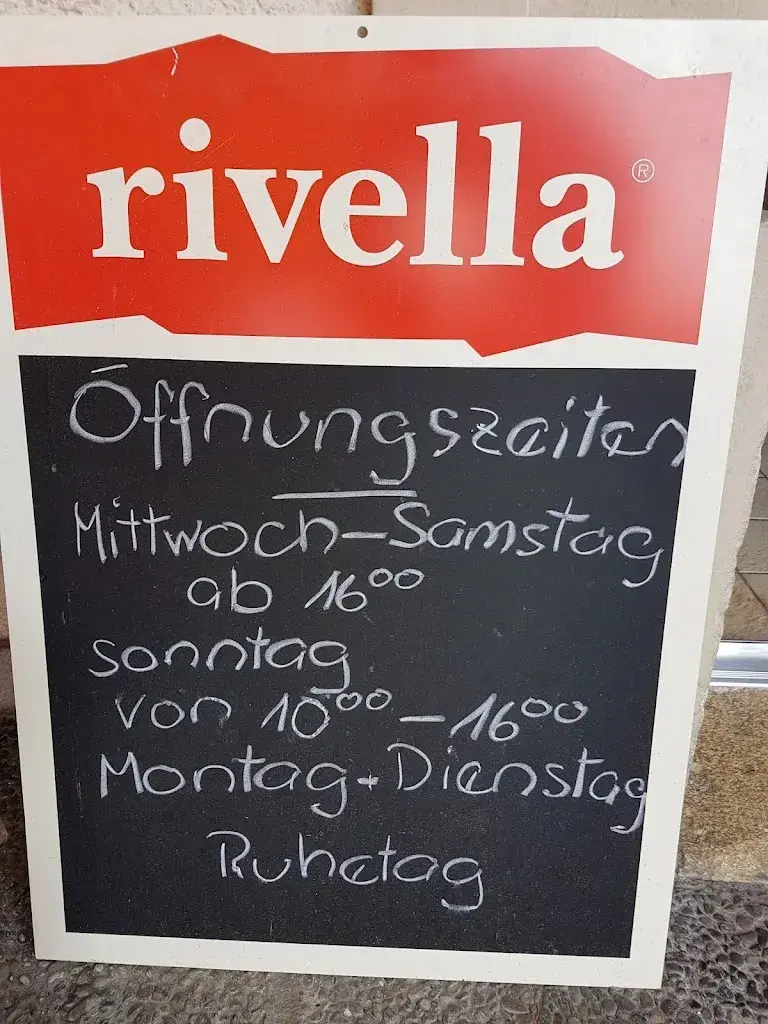 rivella®
Öffnungszeiten
Mittwoch-Samstag
ab 16⁰⁰
sonntag
von 10⁰⁰ - 16⁰⁰
Montag + Dienstag
Ruhetag